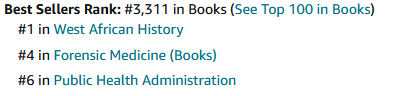 Best Sellers Rank: #3,311 in Books (See Top 100 in Books)
#1 in West African History
#4 in Forensic Medicine (Books)
#6 in Public Health Administration